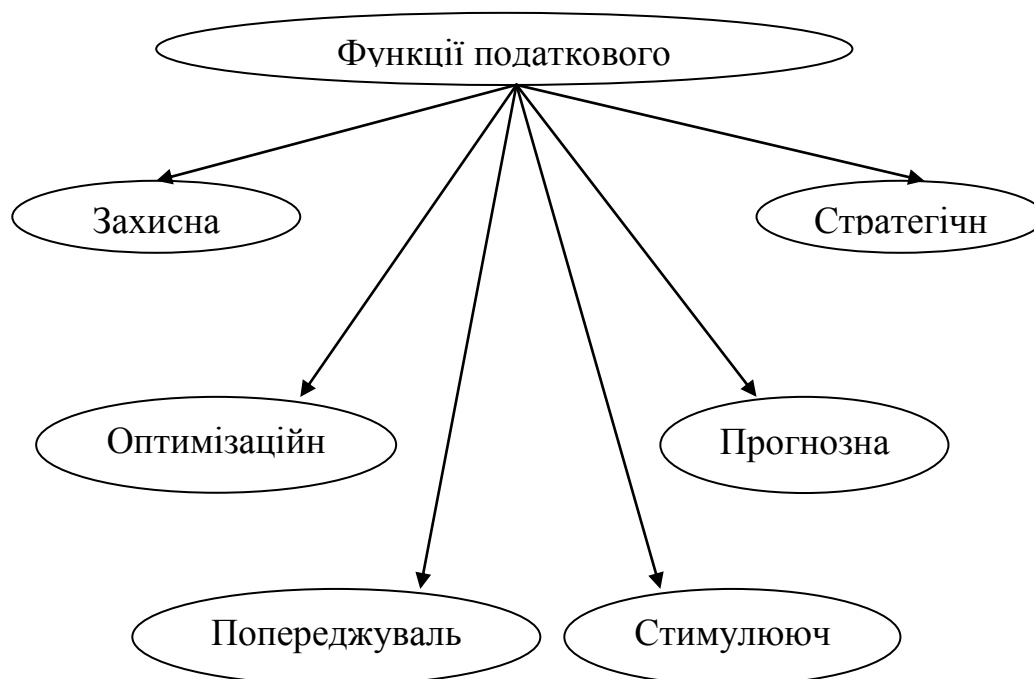 Функції податкового
Захисна
Стратегічн
Оптимізаційн
Прогнозна
Попереджуваль
Стимулююч